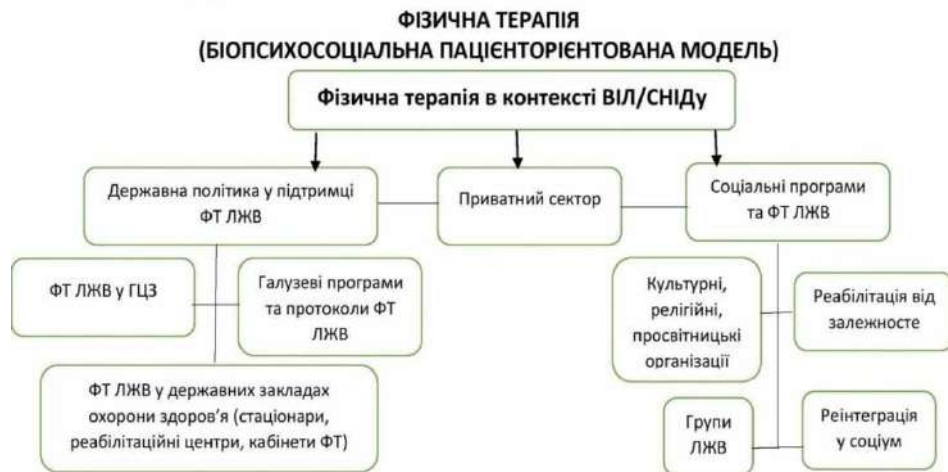 ФІЗИЧНА ТЕРАПІЯ
(БІОПСИХОСОЦІАЛЬНА ПАЦІЄНТОРІЄНТОВАНА МОДЕЛЬ)
Фізична терапія в контексті ВІЛ/СНІДу
Державна політика у підтримці
ФТ ЛЖВ
Приватний сектор
Соціальні програми
та ФТ ЛЖВ
ФТ ЛЖВ у ГЦЗ
Галузеві програми
та протоколи ФТ
ЛЖВ
ФТ ЛЖВ у державних закладах
охорони здоров'я (стаціонари,
реабілітаційні центри, кабінети ФТ)
Культурні,
релігійні,
просвітницькі
організації
Реабілітація від
залежносте
Групи
ЛЖВ
Реінтеграція
у соціум